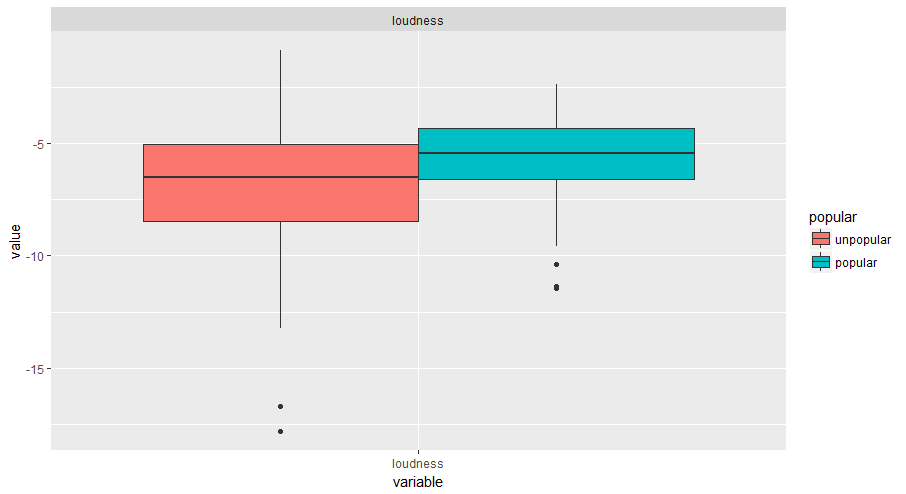 loudness
-5
-10
-15
value
loudness
variable
popular
unpopular
popular